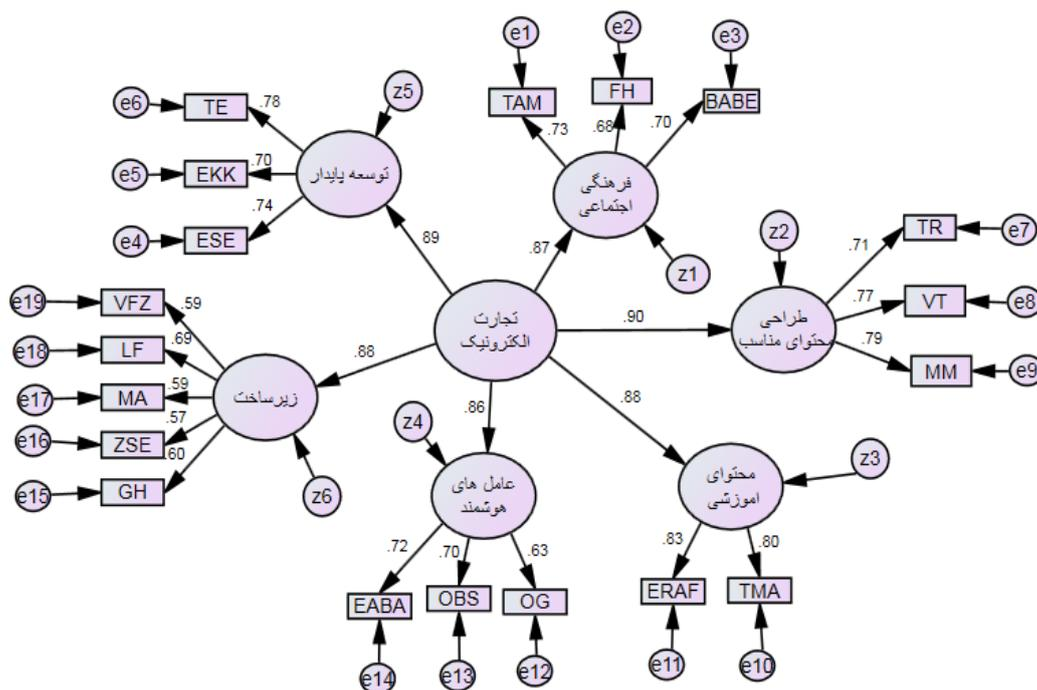 e1
e2
e3
TAM
FH
BABE
.73
.68
.70
فرهنگی
اجتماعی
z1
.87
e6
e5
e4
TE
EKK
ESE
.78
.70
.74
توسعه پایدار
z5
89
z2
طراحی
محتوای مناسب
.90
.71
.77
.79
TR
VT
MM
e7
e8
e9
تجارت
الکترونیک
e19
e18
e17
e16
e15
VFZ
LF
MA
ZSE
GH
.59
.69
.59
.57
.60
زیرساخت
z6
.88
z4
.86
عامل های
هوشمند
.72
.70
.63
EABA
OBS
OG
e14
e13
e12
.88
محتوای
اموزشی
z3
.83
.80
ERAF
TMA
e11
e10